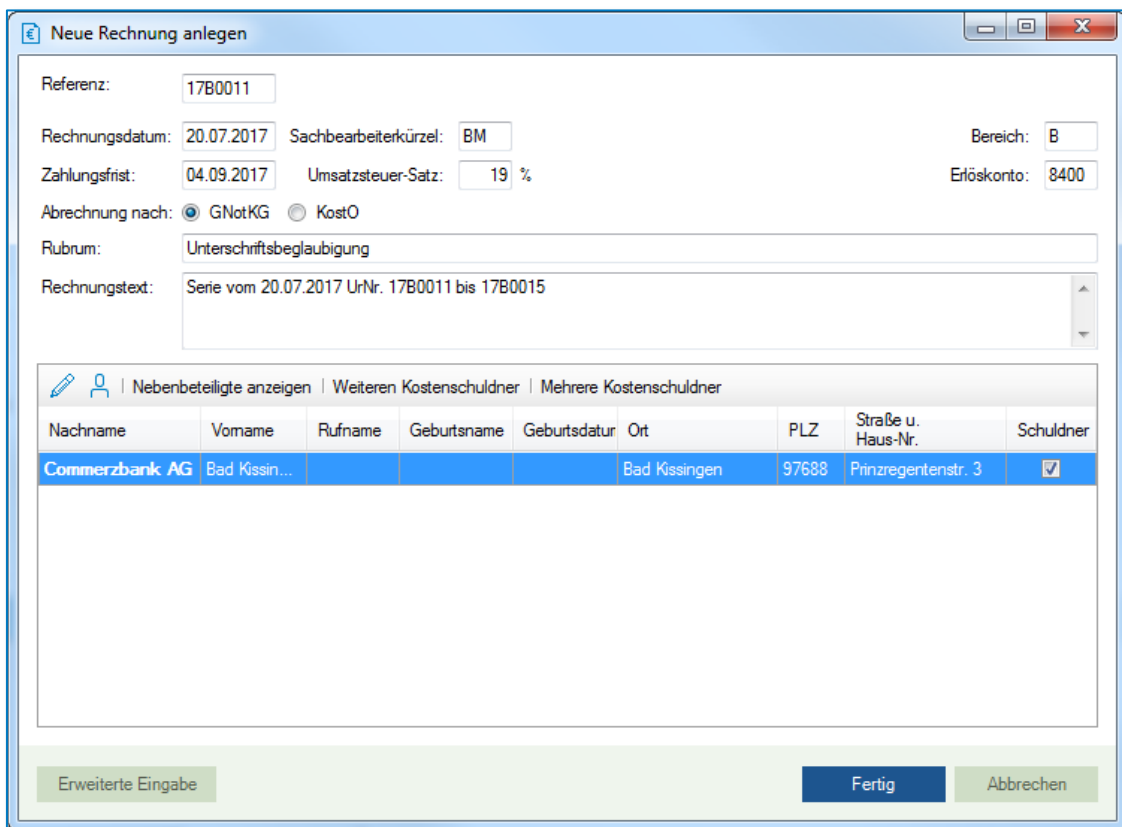 Neue Rechnung anlegen
Referenz: 17B0011
Rechnungsdatum: 20.07.2017 Sachbearbeiterkürzel: BM Bereich: B
Zahlungsfrist: 04.09.2017 Umsatzsteuer-Satz: 19 % Erlöskonto: 8400
Abrechnung nach: GNotKG KostO
Rubrum: Unterschriftsbeglaubigung
Rechnungstext: Serie vom 20.07.2017 UrNr. 17B0011 bis 17B0015
Nebenbeteiligte anzeigen | Weiteren Kostenschuldner | Mehrere Kostenschuldner
Nachname Vorname Rufname Geburtsname Geburtsdatur Ort PLZ Straße u. Haus-Nr. Schuldner
Commerzbank AG Bad Kissin... Bad Kissingen 97688 Prinzregentenstr. 3
Erweiterte Eingabe Fertig Abbrechen